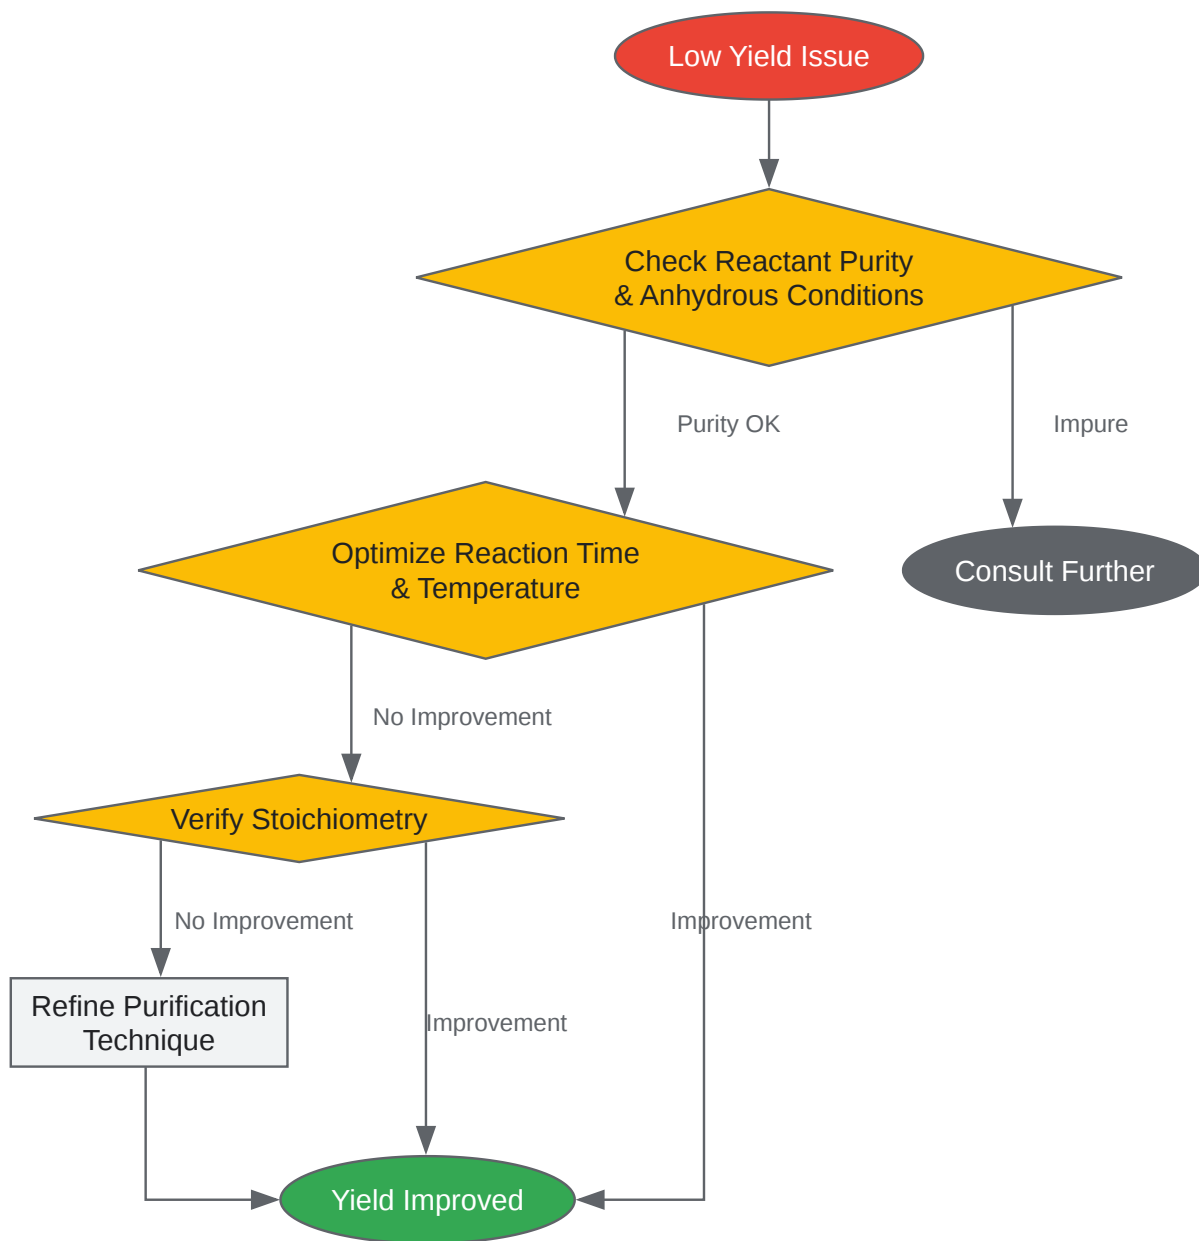 Low Yield Issue
Check Reactant Purity
& Anhydrous Conditions
Purity OK
Impure
Optimize Reaction Time
& Temperature
Consult Further
No Improvement
Verify Stoichiometry
No Improvement
Improvement
Refine Purification
Technique
Improvement
Yield Improved